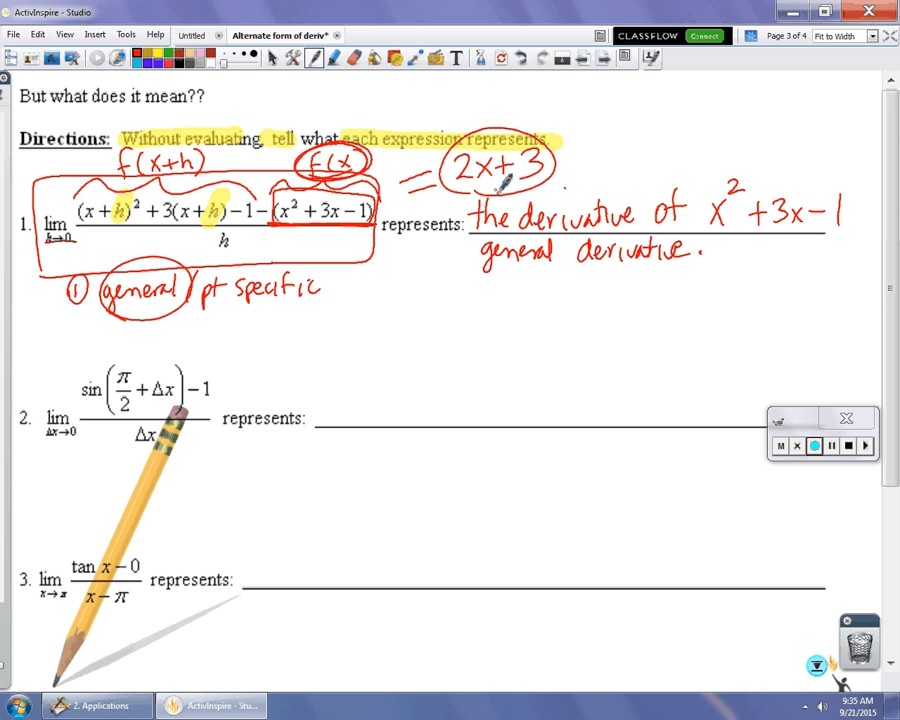 ActivInspire - Studio
File Edit View Insert Tools Help Untitled Alternate form of deriv* CLASSFLOW Connect Page 3 of 4 Fit to Width
But what does it mean??
Directions: Without evaluating, tell what each expression represents.
f(x+h) f(x)
= 2x+3
1. lim h→0 ((x + h)² + 3(x + h) − 1 − (x² + 3x − 1)) / h represents: the derivative of x² + 3x − 1
general derivative.
① general / pt specific
2. lim Δx→0 (sin(π/2 + Δx) − 1) / Δx represents:
M
3. lim x→π (tan x − 0) / (x − π) represents:
2. Applications ActivInspire - Stu... 9:35 AM
9/21/2015